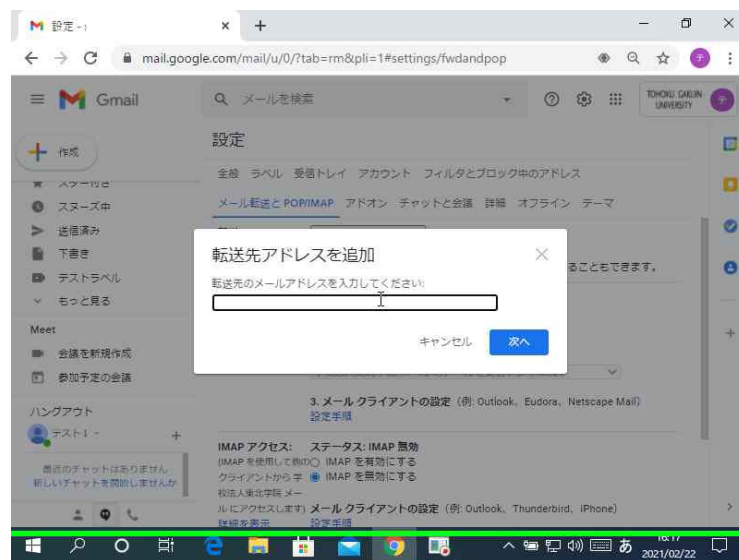 設定 -
mail.google.com/mail/u/0/?tab=rm&pli=1#settings/fwdandpop
テ
Gmail
メールを検索
TOHOKU GAKUIN
UNIVERSITY
テ
作成
設定
全般 ラベル 受信トレイ アカウント フィルタとブロック中のアドレス
メール転送と POP/IMAP アドオン チャットと会議 詳細 オフライン テーマ
スター付き
スヌーズ中
送信済み
下書き
テストラベル
もっと見る
転送先アドレスを追加
転送先のメールアドレスを入力してください:
キャンセル 次へ
ることもできます。
Meet
会議を新規作成
参加予定の会議
3. メール クライアントの設定（例: Outlook、Eudora、Netscape Mail）
設定手順
ハングアウト
テスト1
最近のチャットはありません
新しいチャットを開始しませんか
IMAP アクセス:
(IMAP を使用して他の
クライアントから 学
校法人東北学院 メー
ルにアクセスします)
詳細を表示
ステータス: IMAP 無効
IMAP を有効にする
IMAP を無効にする
メール クライアントの設定（例: Outlook、Thunderbird、iPhone）
設定手順
あ
16:17
2021/02/22